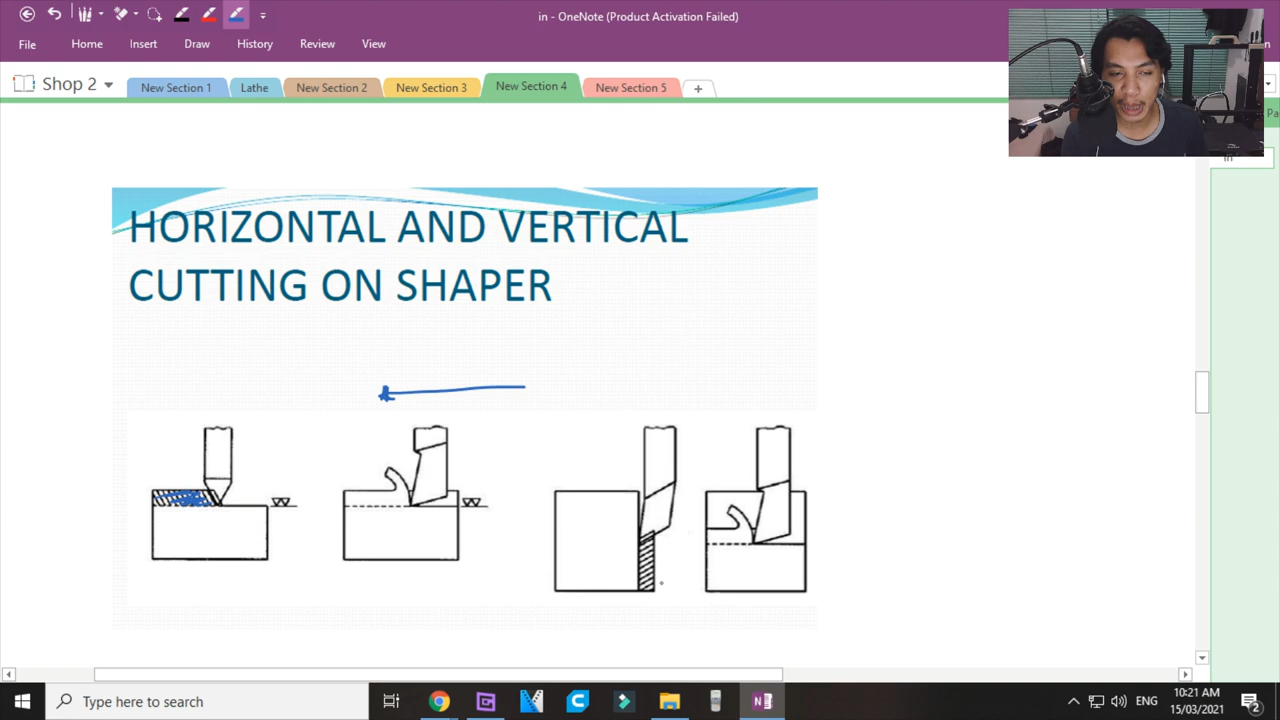 in - OneNote (Product Activation Failed)
File Home Insert Draw History Review View
Shop 2 New Section 1 Lathe New Section 2 New Section 3 New Section 4 New Section 5 +
in
HORIZONTAL AND VERTICAL
CUTTING ON SHAPER
Type here to search
ENG
10:21 AM
15/03/2021
2